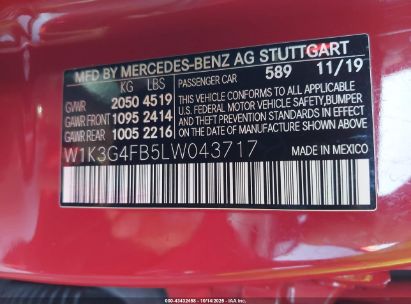 MFD BY MERCEDES-BENZ AG STUTTGART
KG LBS PASSENGER CAR 589 11/19
GVWR 2050 4519
GAWR FRONT 1095 2414
GAWR REAR 1005 2216
THIS VEHICLE CONFORMS TO ALL APPLICABLE
U.S. FEDERAL MOTOR VEHICLE SAFETY, BUMPER
AND THEFT PREVENTION STANDARDS IN EFFECT
ON THE DATE OF MANUFACTURE SHOWN ABOVE.
W1K3G4FB5LW043717 MADE IN MEXICO